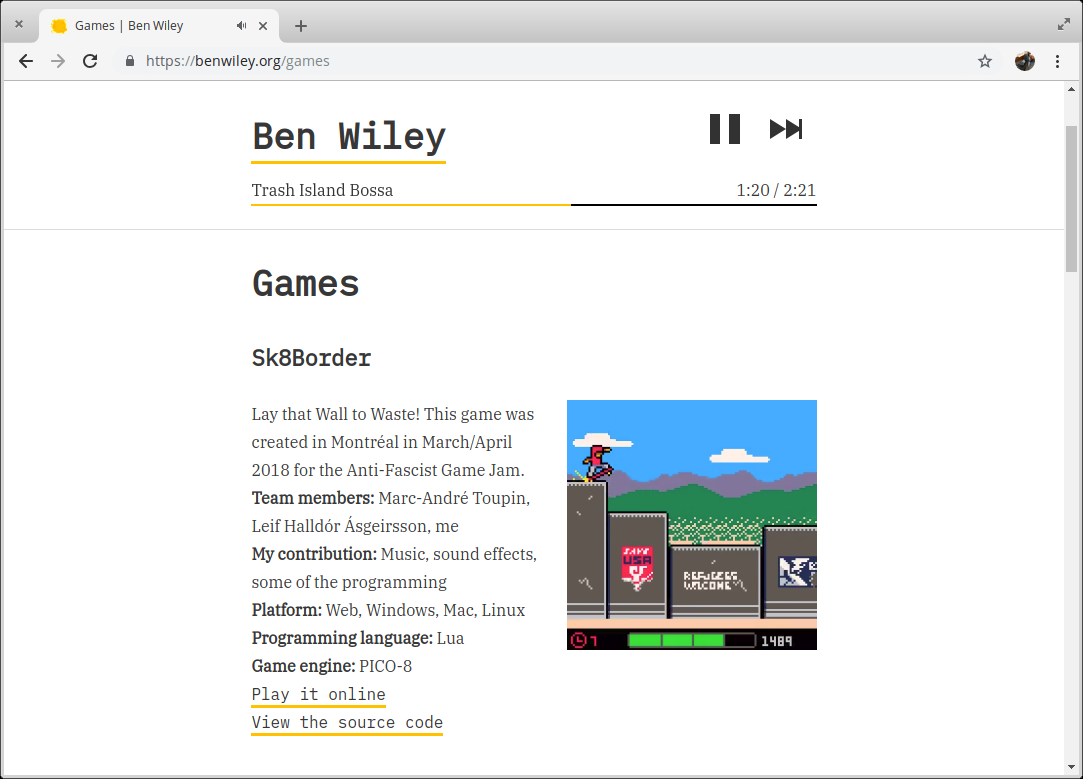 Games | Ben Wiley
https://benwiley.org/games
Ben Wiley
Trash Island Bossa
1:20 / 2:21
Games
Sk8Border
Lay that Wall to Waste! This game was
created in Montréal in March/April
2018 for the Anti-Fascist Game Jam.
Team members: Marc-André Toupin,
Leif Halldór Ásgeirsson, me
My contribution: Music, sound effects,
some of the programming
Platform: Web, Windows, Mac, Linux
Programming language: Lua
Game engine: PICO-8
Play it online
View the source code
USA
REFUGEES
WELCOME
7
1489